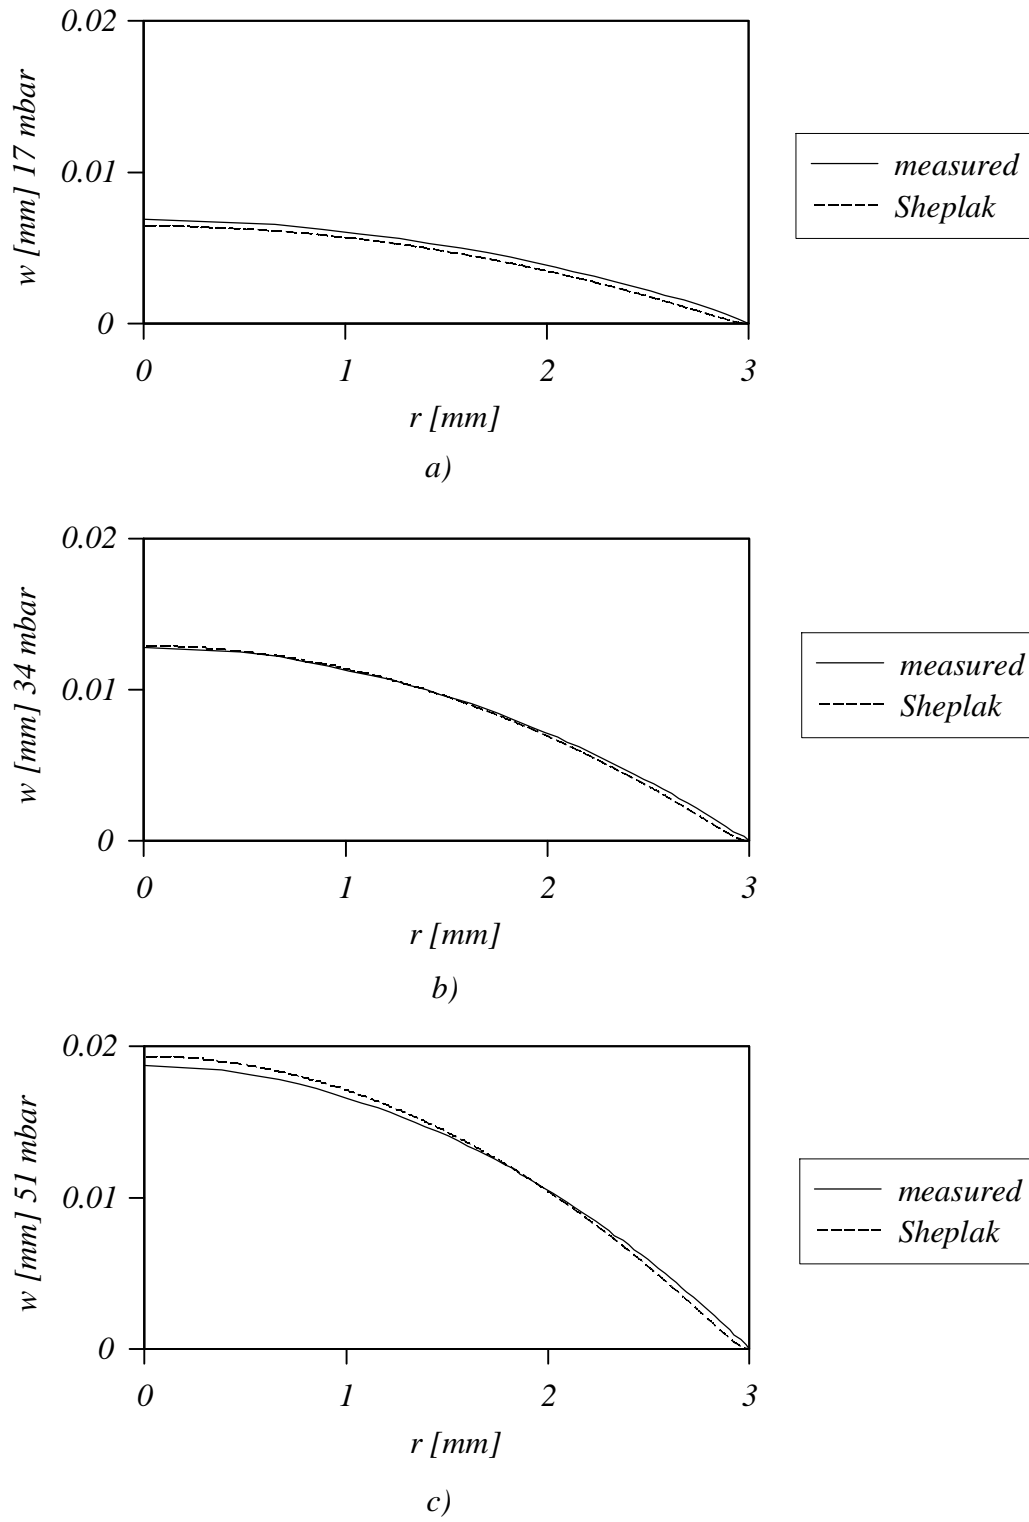 0.02
w [mm] 17 mbar
0.01
0
measured
Sheplak
0 1 2 3
r [mm]
a)
0.02
w [mm] 34 mbar
0.01
0
measured
Sheplak
0 1 2 3
r [mm]
b)
0.02
w [mm] 51 mbar
0.01
0
measured
Sheplak
0 1 2 3
r [mm]
c)